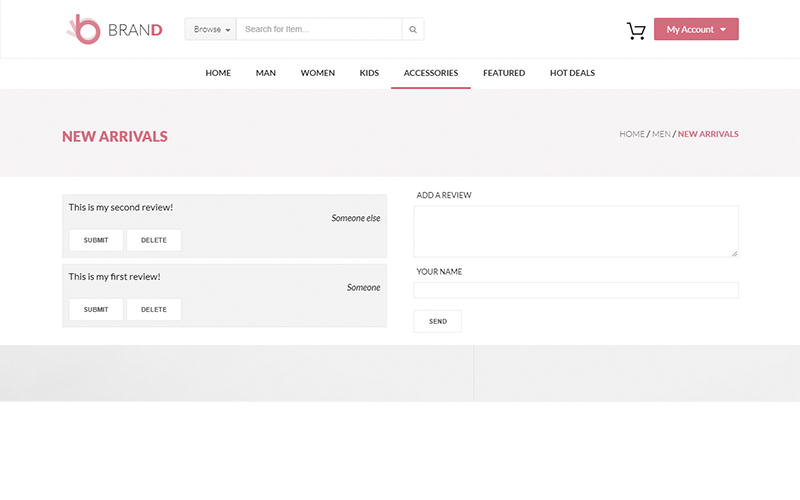 BRAND Browse Search for Item... My Account
HOME MAN WOMEN KIDS ACCESSORIES FEATURED HOT DEALS
NEW ARRIVALS HOME / MEN / NEW ARRIVALS
This is my second review!
Someone else
SUBMIT DELETE
This is my first review!
Someone
SUBMIT DELETE
ADD A REVIEW
YOUR NAME
SEND